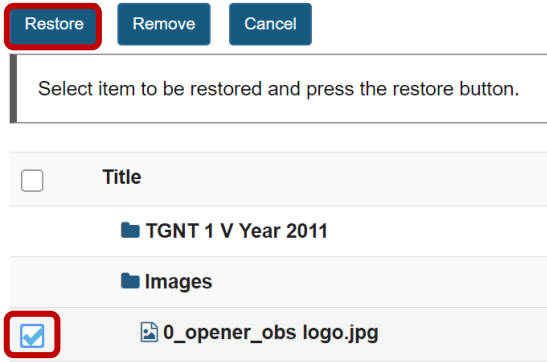 Restore Remove Cancel
Select item to be restored and press the restore button.
Title
TGNT 1 V Year 2011
Images
0_opener_obs logo.jpg